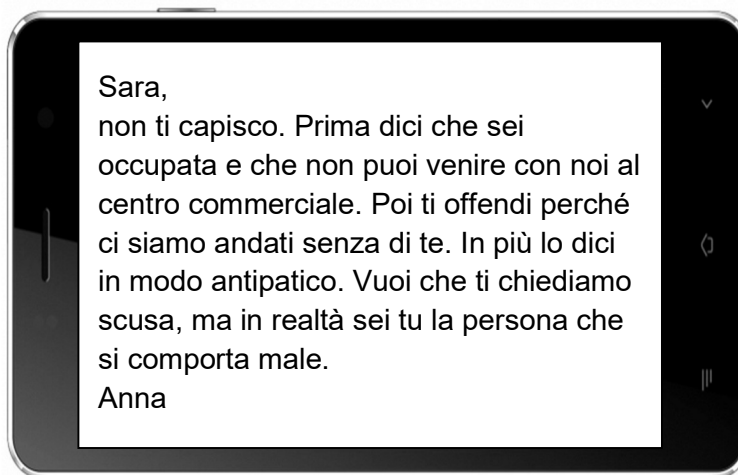 Sara,
non ti capisco. Prima dici che sei
occupata e che non puoi venire con noi al
centro commerciale. Poi ti offendi perché
ci siamo andati senza di te. In più lo dici
in modo antipatico. Vuoi che ti chiediamo
scusa, ma in realtà sei tu la persona che
si comporta male.
Anna